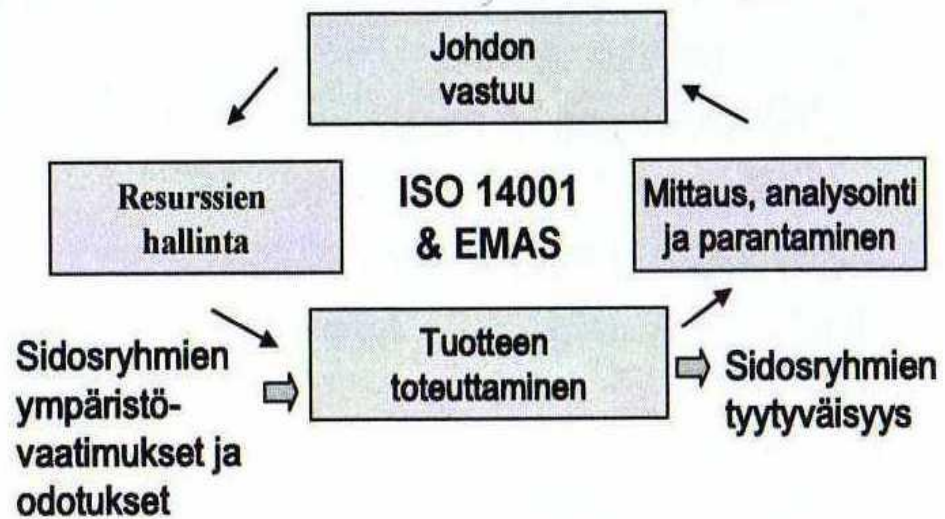 Johdon
vastuu
Resurssien
hallinta
ISO 14001
& EMAS
Mittaus, analysointi
ja parantaminen
Sidosryhmien
ympäristö-
vaatimukset ja
odotukset
Tuotteen
toteuttaminen
Sidosryhmien
tyytyväisyys